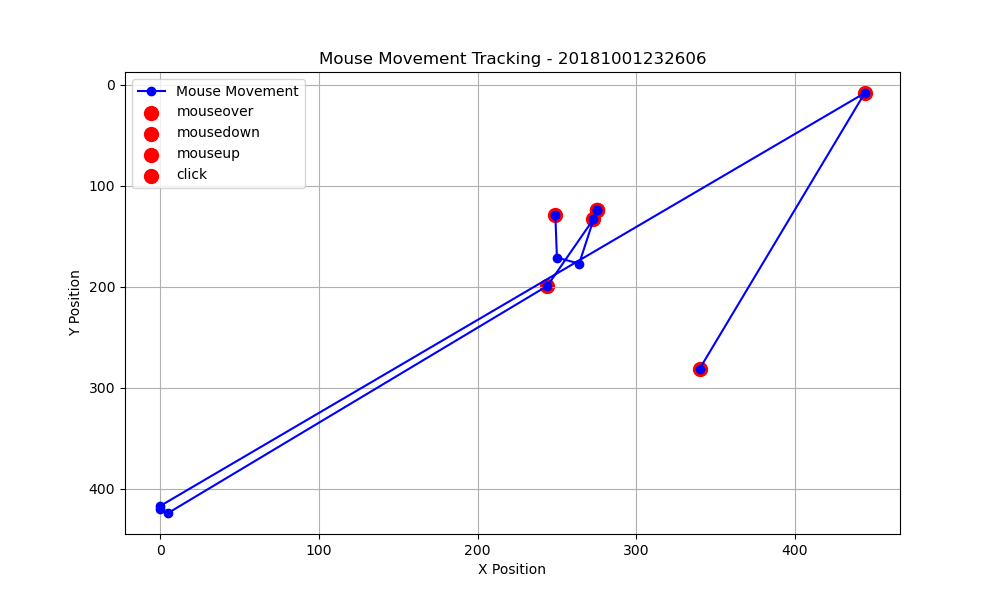 Mouse Movement Tracking - 20181001232606
Mouse Movement
mouseover
mousedown
mouseup
click
Y Position
0
100
200
300
400
0
100
200
300
400
X Position